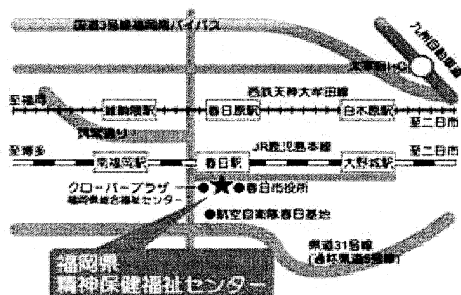 国道3号線福岡南バイパス
九州自動車道
太宰府I・C
西鉄天神大牟田線
至福岡
雑餉隈駅
春日原駅
白木原駅
至二日市
JR鹿児島本線
至博多
南福岡駅
春日駅
大野城駅
至二日市
クローバープラザ
福岡県総合福祉センター
春日市役所
航空自衛隊春日基地
県道31号線
福岡県
精神保健福祉センター